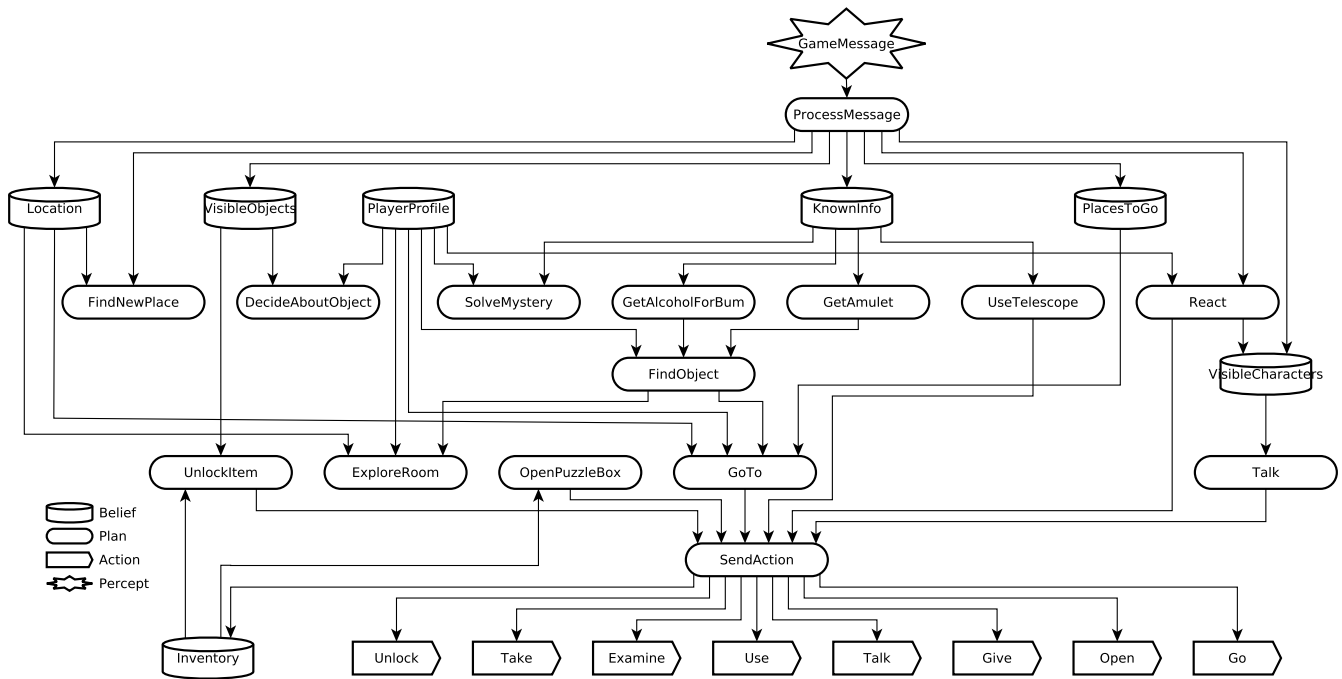 GameMessage
ProcessMessage
Location
VisibleObjects
PlayerProfile
KnownInfo
PlacesToGo
FindNewPlace
DecideAboutObject
SolveMystery
GetAlcoholForBum
GetAmulet
UseTelescope
React
FindObject
VisibleCharacters
UnlockItem
ExploreRoom
OpenPuzzleBox
GoTo
Talk
Belief
Plan
Action
Percept
SendAction
Inventory
Unlock
Take
Examine
Use
Talk
Give
Open
Go